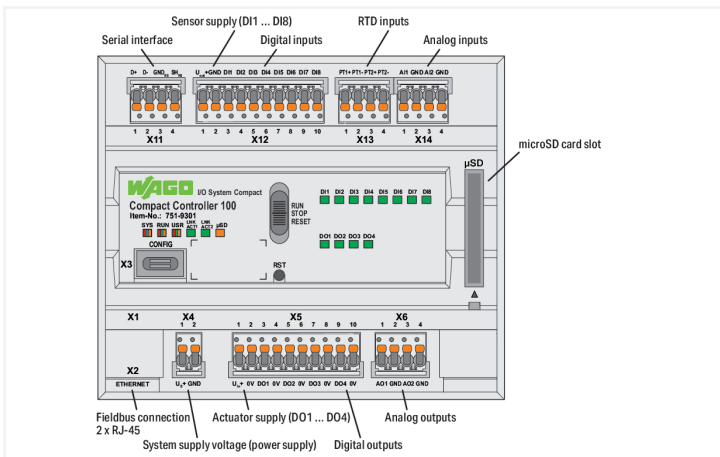 Sensor supply (DI1 ... DI8)
RTD inputs
Serial interface
Digital inputs
Analog inputs
D+ D- GND SH
+GND DI1 DI2 DI3 DI4 DI5 DI6 DI7 DI8
PT1+ PT1- PT2+ PT2-
AI1 GND AI2 GND
1 2 3 4
1 2 3 4 5 6 7 8 9 10
1 2 3 4
1 2 3 4
X11
X12
X13
X14
microSD card slot
µSD
WAGO I/O System Compact
Compact Controller 100
Item-No.: 751-9301
SYS RUN USR LNK ACT1 LNK ACT2 µSD
RUN
STOP
RESET
DI1 DI2 DI3 DI4 DI5 DI6 DI7 DI8
DO1 DO2 DO3 DO4
CONFIG
X3
RST
X1
X4
X5
X6
1 2
1 2 3 4 5 6 7 8 9 10
1 2 3 4
X2
ETHERNET
+ GND
+ 0V DO1 0V DO2 0V DO3 0V DO4 0V
AO1 GND AO2 GND
Fieldbus connection
2 x RJ-45
Actuator supply (DO1 ... DO4)
Analog outputs
System supply voltage (power supply)
Digital outputs